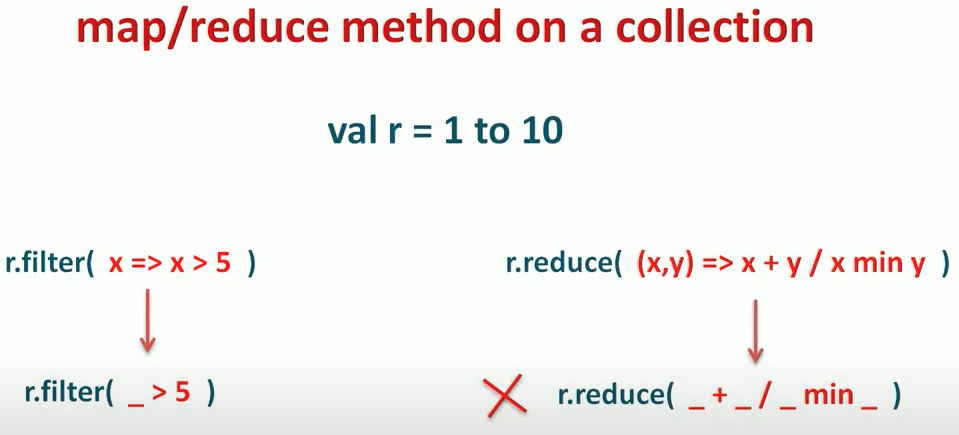 map/reduce method on a collection
val r = 1 to 10
r.filter( x => x > 5 )
r.reduce( (x,y) => x + y / x min y )
r.filter( _ > 5 )
r.reduce( _ + _ / _ min _ )